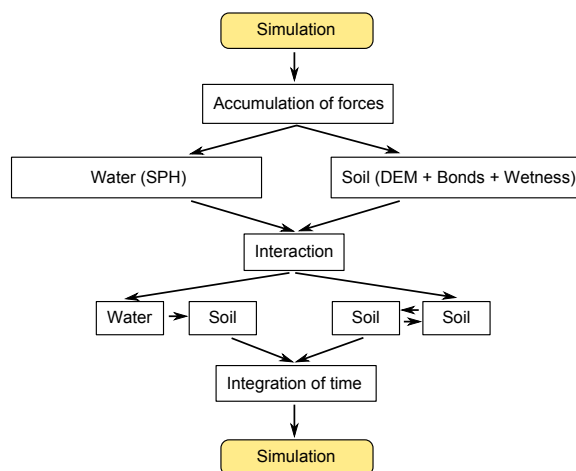 Simulation
Accumulation of forces
Water (SPH)
Soil (DEM + Bonds + Wetness)
Interaction
Water
Soil
Soil
Soil
Integration of time
Simulation